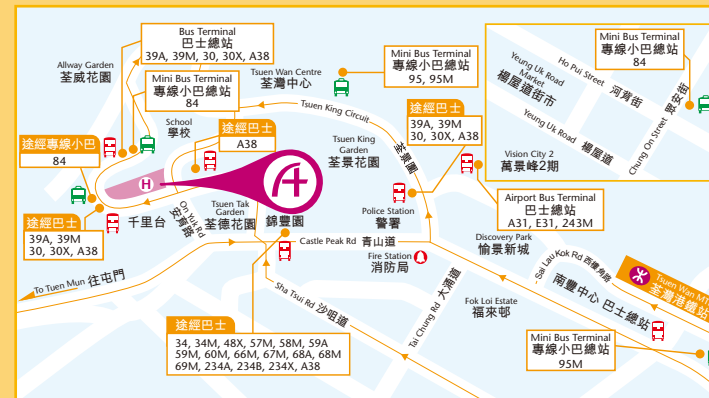 Bus Terminal
巴士總站
39A, 39M, 30, 30X, A38
Allway Garden
荃威花園
Mini Bus Terminal
專線小巴總站
84
School
學校
途經巴士
A38
途經專線小巴
84
途經巴士
39A, 39M
30, 30X, A38
H
千里台
On Yuk Rd
安育路
Tsuen Tak
Garden
荃德花園
錦豐園
Tsuen Wan Centre
荃灣中心
Tsuen King Circuit
Mini Bus Terminal
專線小巴總站
95, 95M
途經巴士
39A, 39M
30, 30X, A38
Tsuen King
Garden
荃景花園
荃景圍
Police Station
警署
Castle Peak Rd 青山道
Fire Station
消防局
To Tuen Mun 往屯門
Sha Tsui Rd 沙咀道
Tai Chung Rd 大涌道
途經巴士
34, 34M, 48X, 57M, 58M, 59A
59M, 60M, 66M, 67M, 68A, 68M
69M, 234A, 234B, 234X, A38
Mini Bus Terminal
專線小巴總站
84
Yeung Uk Road
Market
楊屋道街市
Ho Pui Street 河背街
Yeung Uk Road 楊屋道
Chung On Street 眾安街
Vision City 2
萬景峰2期
Airport Bus Terminal
巴士總站
A31, E31, 243M
Discovery Park
愉景新城
Sai Lau Kok Rd 西樓角路
Tsuen Wan MT
荃灣港鐵站
南豐中心 巴士總站
Fok Loi Estate
福來邨
Mini Bus Terminal
專線小巴總站
95M